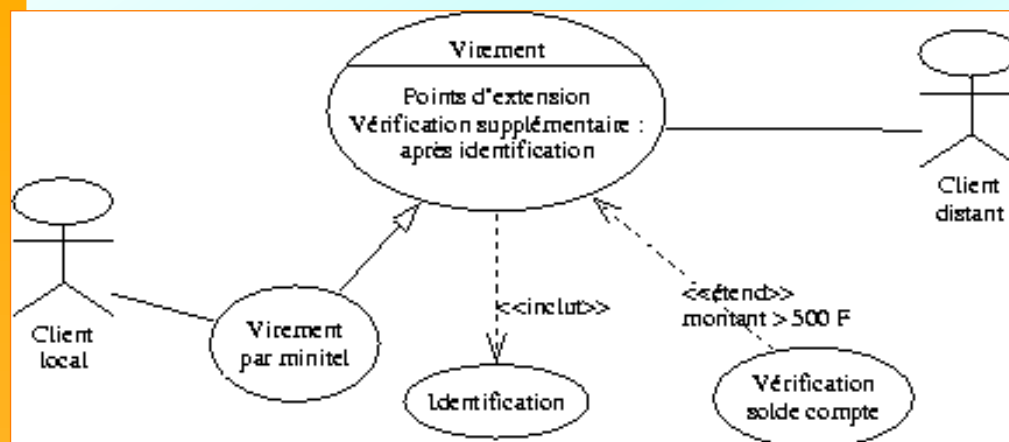 Virement
Points d'extension
Vérification supplémentaire :
après identification
Client
distant
Client
local
Virement
par minitel
<<inclut>>
Identification
<<étend>>
montant > 500 F
Vérification
solde compte